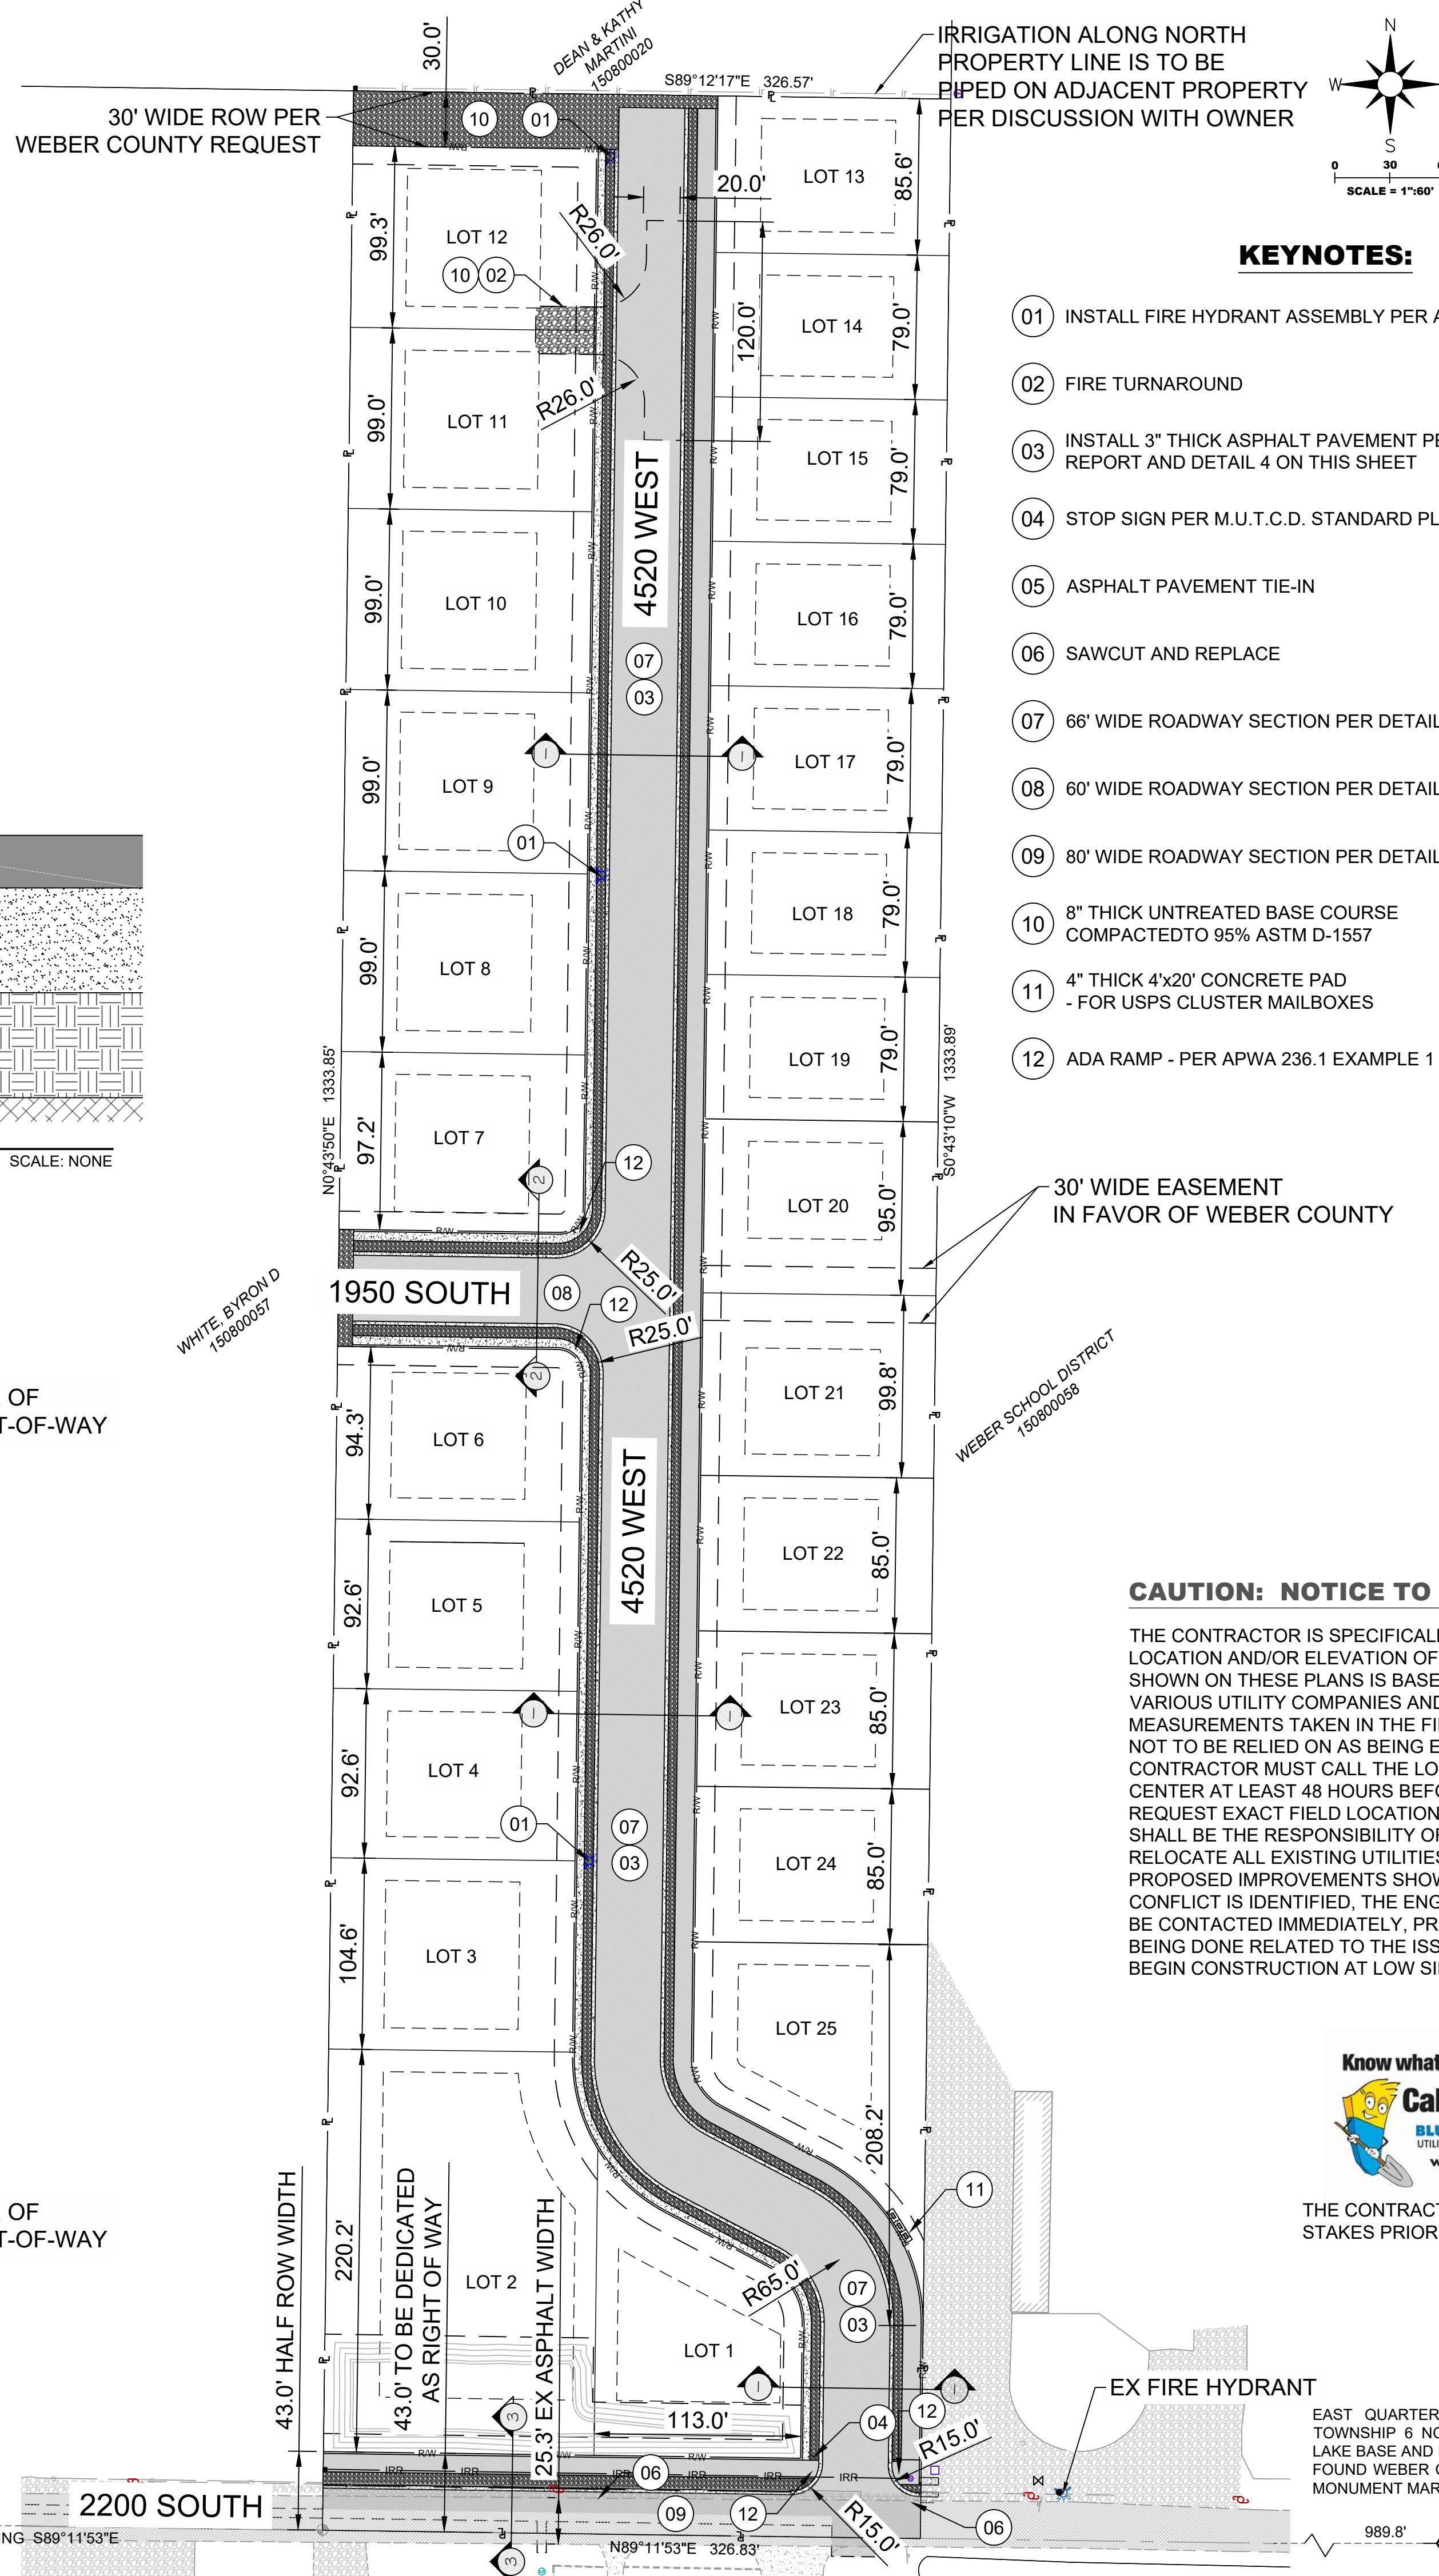 30.0'
DEAN & KATHY
MARTINI
150800020
S89°12'17"E 326.57'
IRRIGATION ALONG NORTH
PROPERTY LINE IS TO BE
PIPED ON ADJACENT PROPERTY
PER DISCUSSION WITH OWNER
N
W
S
0 30
SCALE = 1":60'
30' WIDE ROW PER
WEBER COUNTY REQUEST
10
01
20.0'
LOT 13
85.6'
R26.0'
LOT 12
99.3'
10 02
120.0'
LOT 14
79.0'
R26.0'
LOT 11
99.0'
LOT 15
79.0'
4520 WEST
LOT 10
99.0'
LOT 16
79.0'
07
03
LOT 9
99.0'
LOT 17
79.0'
01
LOT 8
99.0'
LOT 18
79.0'
LOT 19
79.0'
N0°43'50"E 1333.85'
S0°43'10"W 1333.89'
LOT 7
97.2'
12
2
LOT 20
95.0'
30' WIDE EASEMENT
IN FAVOR OF WEBER COUNTY
R25.0'
1950 SOUTH
08
12
R25.0'
WHITE, BYRON D
150800057
2
LOT 21
99.8'
WEBER SCHOOL DISTRICT
150800058
LOT 6
94.3'
4520 WEST
LOT 22
85.0'
LOT 5
92.6'
LOT 23
85.0'
LOT 4
92.6'
01
07
03
LOT 24
85.0'
LOT 3
104.6'
LOT 25
208.2'
11
43.0' HALF ROW WIDTH
220.2'
43.0' TO BE DEDICATED
AS RIGHT OF WAY
25.3' EX ASPHALT WIDTH
LOT 2
R65.0'
07
03
LOT 1
113.0'
04
12
R15.0'
3
R/W
IRR IRR IRR IRR IRR
06
09
12
R15.0'
06
2200 SOUTH
3
ING S89°11'53"E
N89°11'53"E 326.83'
989.8'
EX FIRE HYDRANT
KEYNOTES:
01 INSTALL FIRE HYDRANT ASSEMBLY PER A
02 FIRE TURNAROUND
03 INSTALL 3" THICK ASPHALT PAVEMENT PE
REPORT AND DETAIL 4 ON THIS SHEET
04 STOP SIGN PER M.U.T.C.D. STANDARD PL
05 ASPHALT PAVEMENT TIE-IN
06 SAWCUT AND REPLACE
07 66' WIDE ROADWAY SECTION PER DETAIL
08 60' WIDE ROADWAY SECTION PER DETAIL
09 80' WIDE ROADWAY SECTION PER DETAIL
10 8" THICK UNTREATED BASE COURSE
COMPACTEDTO 95% ASTM D-1557
11 4" THICK 4'x20' CONCRETE PAD
- FOR USPS CLUSTER MAILBOXES
12 ADA RAMP - PER APWA 236.1 EXAMPLE 1
SCALE: NONE
OF
T-OF-WAY
OF
T-OF-WAY
CAUTION: NOTICE TO
THE CONTRACTOR IS SPECIFICALL
LOCATION AND/OR ELEVATION OF
SHOWN ON THESE PLANS IS BASE
VARIOUS UTILITY COMPANIES AND
MEASUREMENTS TAKEN IN THE FI
NOT TO BE RELIED ON AS BEING E
CONTRACTOR MUST CALL THE LO
CENTER AT LEAST 48 HOURS BEFO
REQUEST EXACT FIELD LOCATION
SHALL BE THE RESPONSIBILITY OF
RELOCATE ALL EXISTING UTILITIES
PROPOSED IMPROVEMENTS SHOW
CONFLICT IS IDENTIFIED, THE ENG
BE CONTACTED IMMEDIATELY, PR
BEING DONE RELATED TO THE ISS
BEGIN CONSTRUCTION AT LOW SI
Know what
Cal
BLU
UTILI
w
THE CONTRACT
STAKES PRIOR
EAST QUARTER
TOWNSHIP 6 NO
LAKE BASE AND
FOUND WEBER C
MONUMENT MAR